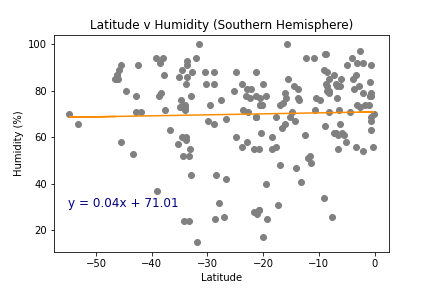 Latitude v Humidity (Southern Hemisphere)
100
80
60
40
20
Humidity (%)
y = 0.04x + 71.01
−50
−40
−30
−20
−10
0
Latitude